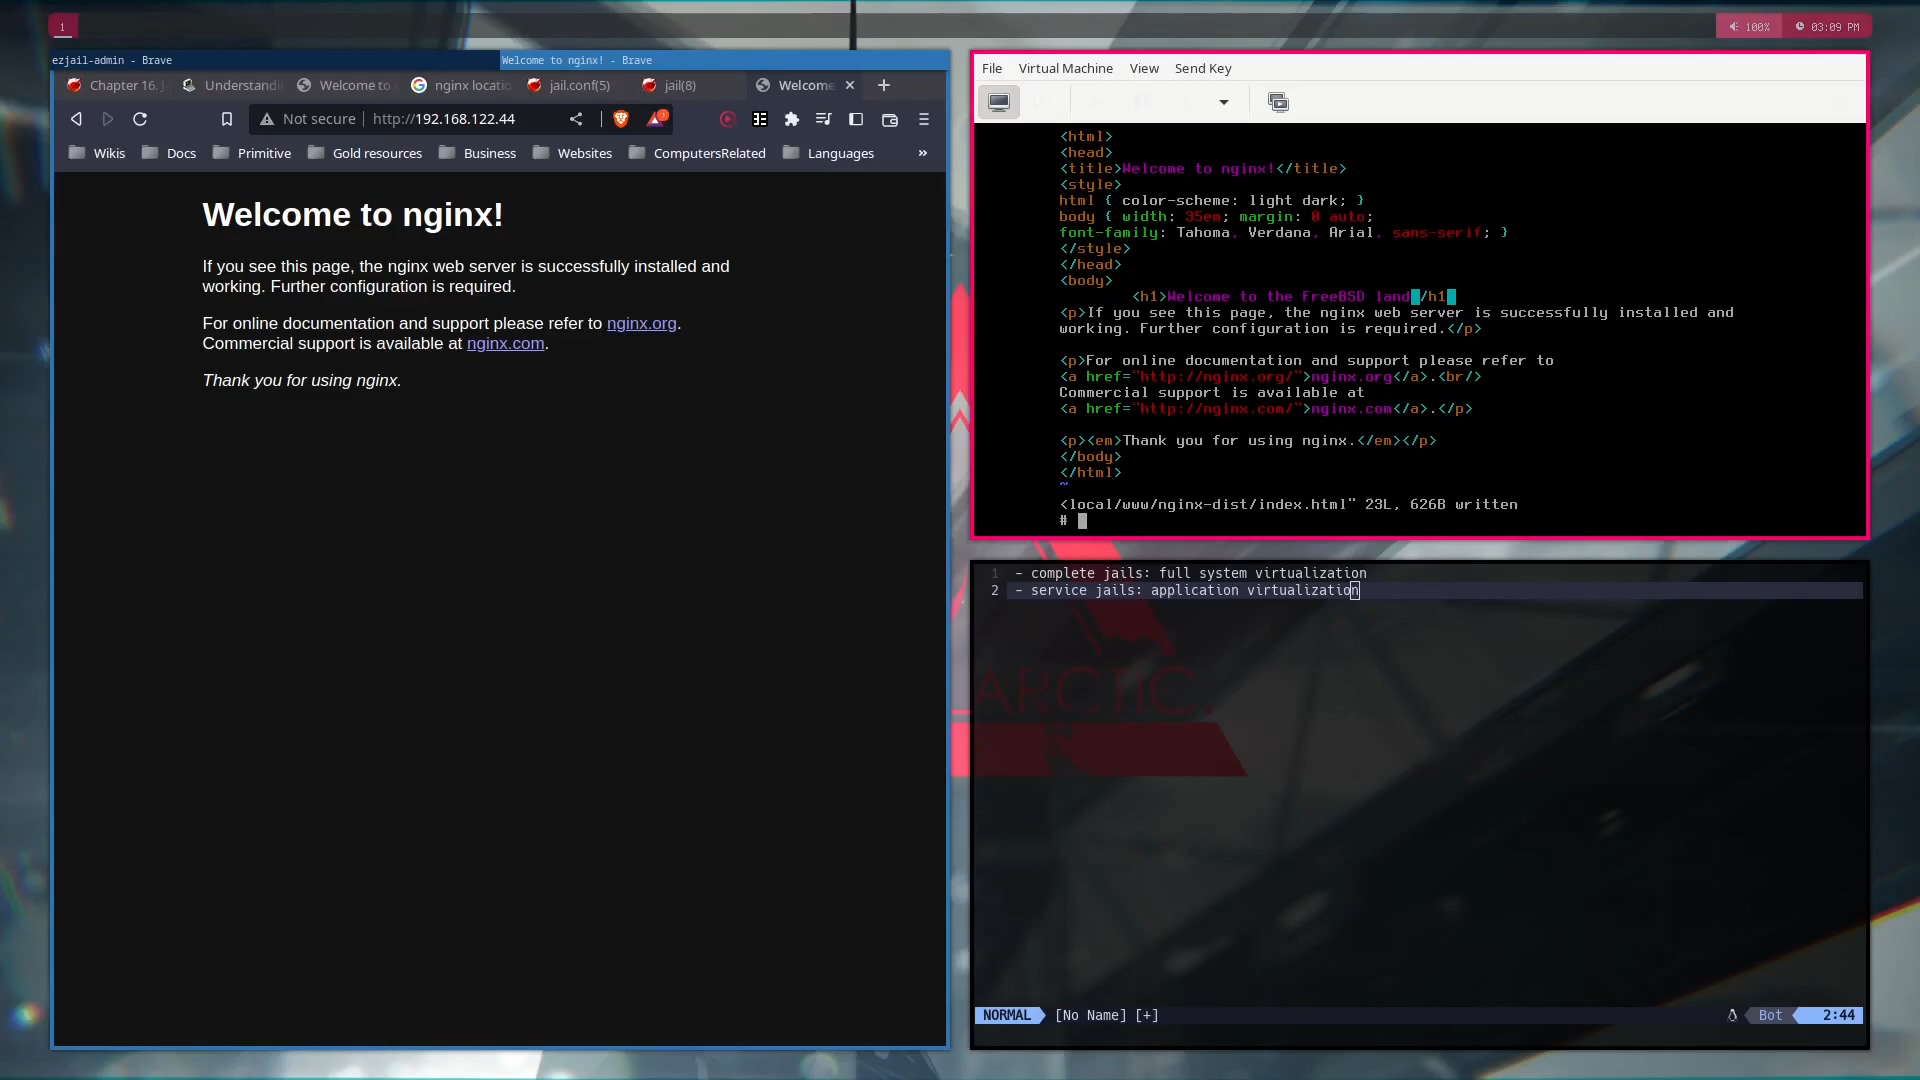 1
100%
03:09 PM
ezjail-admin - Brave
Welcome to nginx! - Brave
Chapter 16. J
Understandi
Welcome to
nginx locatio
jail.conf(5)
jail(8)
Welcome
Not secure
http://192.168.122.44
1
Wikis
Docs
Primitive
Gold resources
Business
Websites
ComputersRelated
Languages
»
Welcome to nginx!
If you see this page, the nginx web server is successfully installed and
working. Further configuration is required.
For online documentation and support please refer to nginx.org.
Commercial support is available at nginx.com.
Thank you for using nginx.
File
Virtual Machine
View
Send Key
<html>
<head>
<title>Welcome to nginx!</title>
<style>
html { color-scheme: light dark; }
body { width: 35em; margin: 0 auto;
font-family: Tahoma, Verdana, Arial, sans-serif; }
</style>
</head>
<body>
<h1>Welcome to the FreeBSD land</h1>
<p>If you see this page, the nginx web server is successfully installed and
working. Further configuration is required.</p>
<p>For online documentation and support please refer to
<a href="http://nginx.org/">nginx.org</a>.<br/>
Commercial support is available at
<a href="http://nginx.com/">nginx.com</a>.</p>
<p><em>Thank you for using nginx.</em></p>
</body>
</html>
~
<local/www/nginx-dist/index.html" 23L, 626B written
#
1 - complete jails: full system virtualization
2 - service jails: application virtualization
ARCTIC.
NORMAL
[No Name] [+]
Bot
2:44